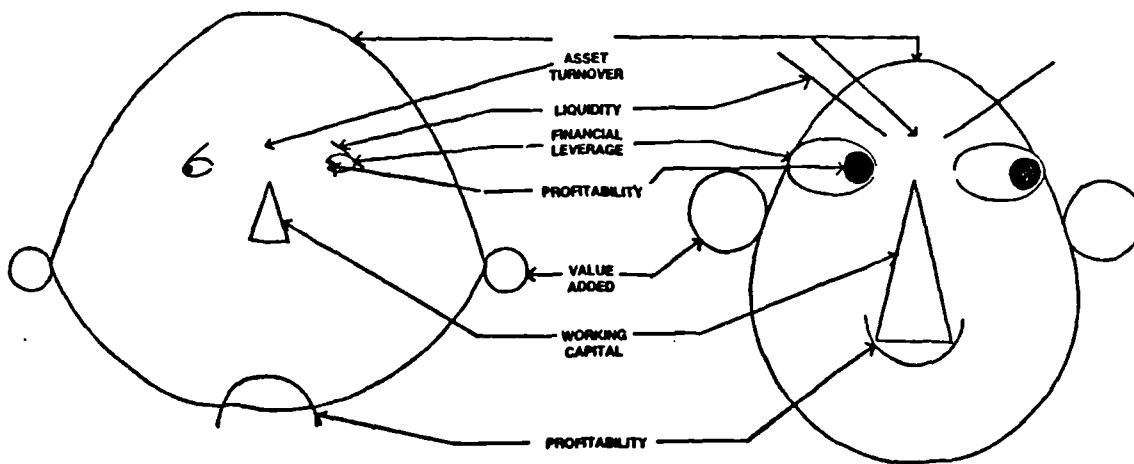 ASSET
TURNOVER
LIQUIDITY
FINANCIAL
LEVERAGE
PROFITABILITY
VALUE
ADDED
WORKING
CAPITAL
PROFITABILITY